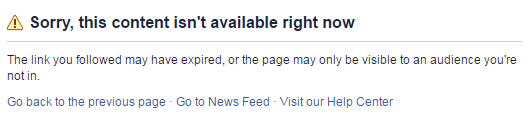 Sorry, this content isn't available right now
The link you followed may have expired, or the page may only be visible to an audience you're
not in.
Go back to the previous page · Go to News Feed · Visit our Help Center